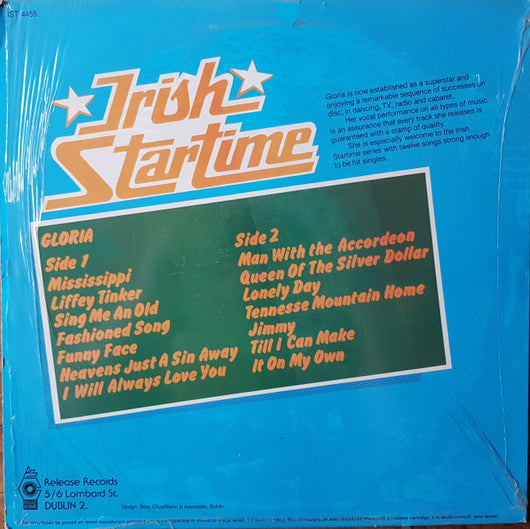 IST 4455
Irish
Startime
Gloria is now established as a superstar and
enjoying a remarkable sequence of successes on
disc, in dancing, T.V., radio and cabaret.
Her vocal performance on all types of music
is an assurance that every track she releases is
guaranteed with a stamp of quality.
She is especially welcome to the Irish
Startime series with twelve songs strong enough
to be hit singles.
GLORIA
Side 1
Mississippi
Liffey Tinker
Sing Me An Old
Fashioned Song
Funny Face
Heavens Just A Sin Away
I Will Always Love You
Side 2
Man With the Accordeon
Queen Of The Silver Dollar
Lonely Day
Tennesse Mountain Home
Jimmy
Till I Can Make
It On My Own
Release Records
5/6 Lombard St.
DUBLIN 2.